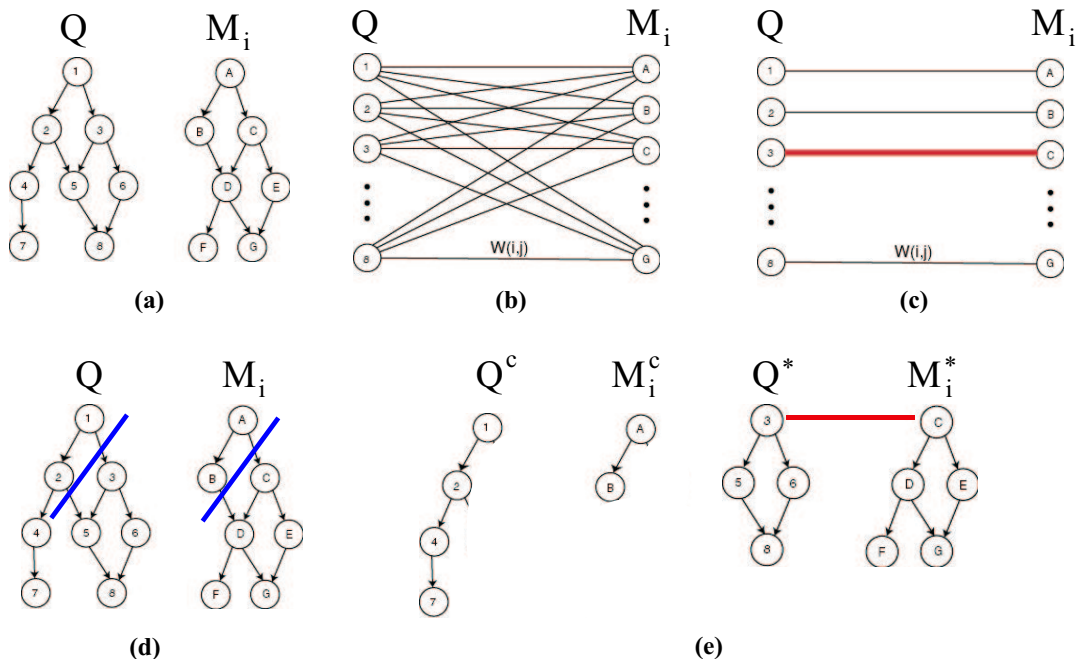 Q M_i Q M_i Q M_i
1 A
2 3 B C
4 5 6 D E
7 8 F G
1 A
2 B
3 C
8 W(i,j) G
1 A
2 B
3 C
8 W(i,j) G
(a) (b) (c)
Q M_i Q^c M_i^c Q^* M_i^*
1 A
2 3 B C
4 5 6 D E
7 8 F G
1 A
2 B
4
7
3 C
5 6 D E
8 F G
(d) (e)